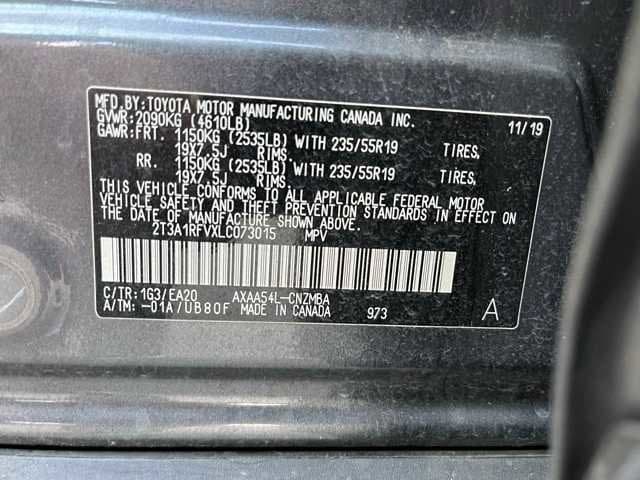 MFD.BY:TOYOTA MOTOR MANUFACTURING CANADA INC.
GVWR:2090KG (4610LB) 11/19
GAWR:FRT. 1150KG (2535LB) WITH 235/55R19 TIRES,
19X7.5J RIMS.
RR. 1150KG (2535LB) WITH 235/55R19 TIRES,
19X7.5J RIMS.
THIS VEHICLE CONFORMS TO ALL APPLICABLE FEDERAL MOTOR
VEHICLE SAFETY AND THEFT PREVENTION STANDARDS IN EFFECT
ON THE DATE OF MANUFACTURE SHOWN ABOVE.
2T3A1RFVXLC073015 MPV
C/TR:1G3/EA20 AXAA54L-CNZMBA
A/TM: -01A/UB80F MADE IN CANADA 973 A